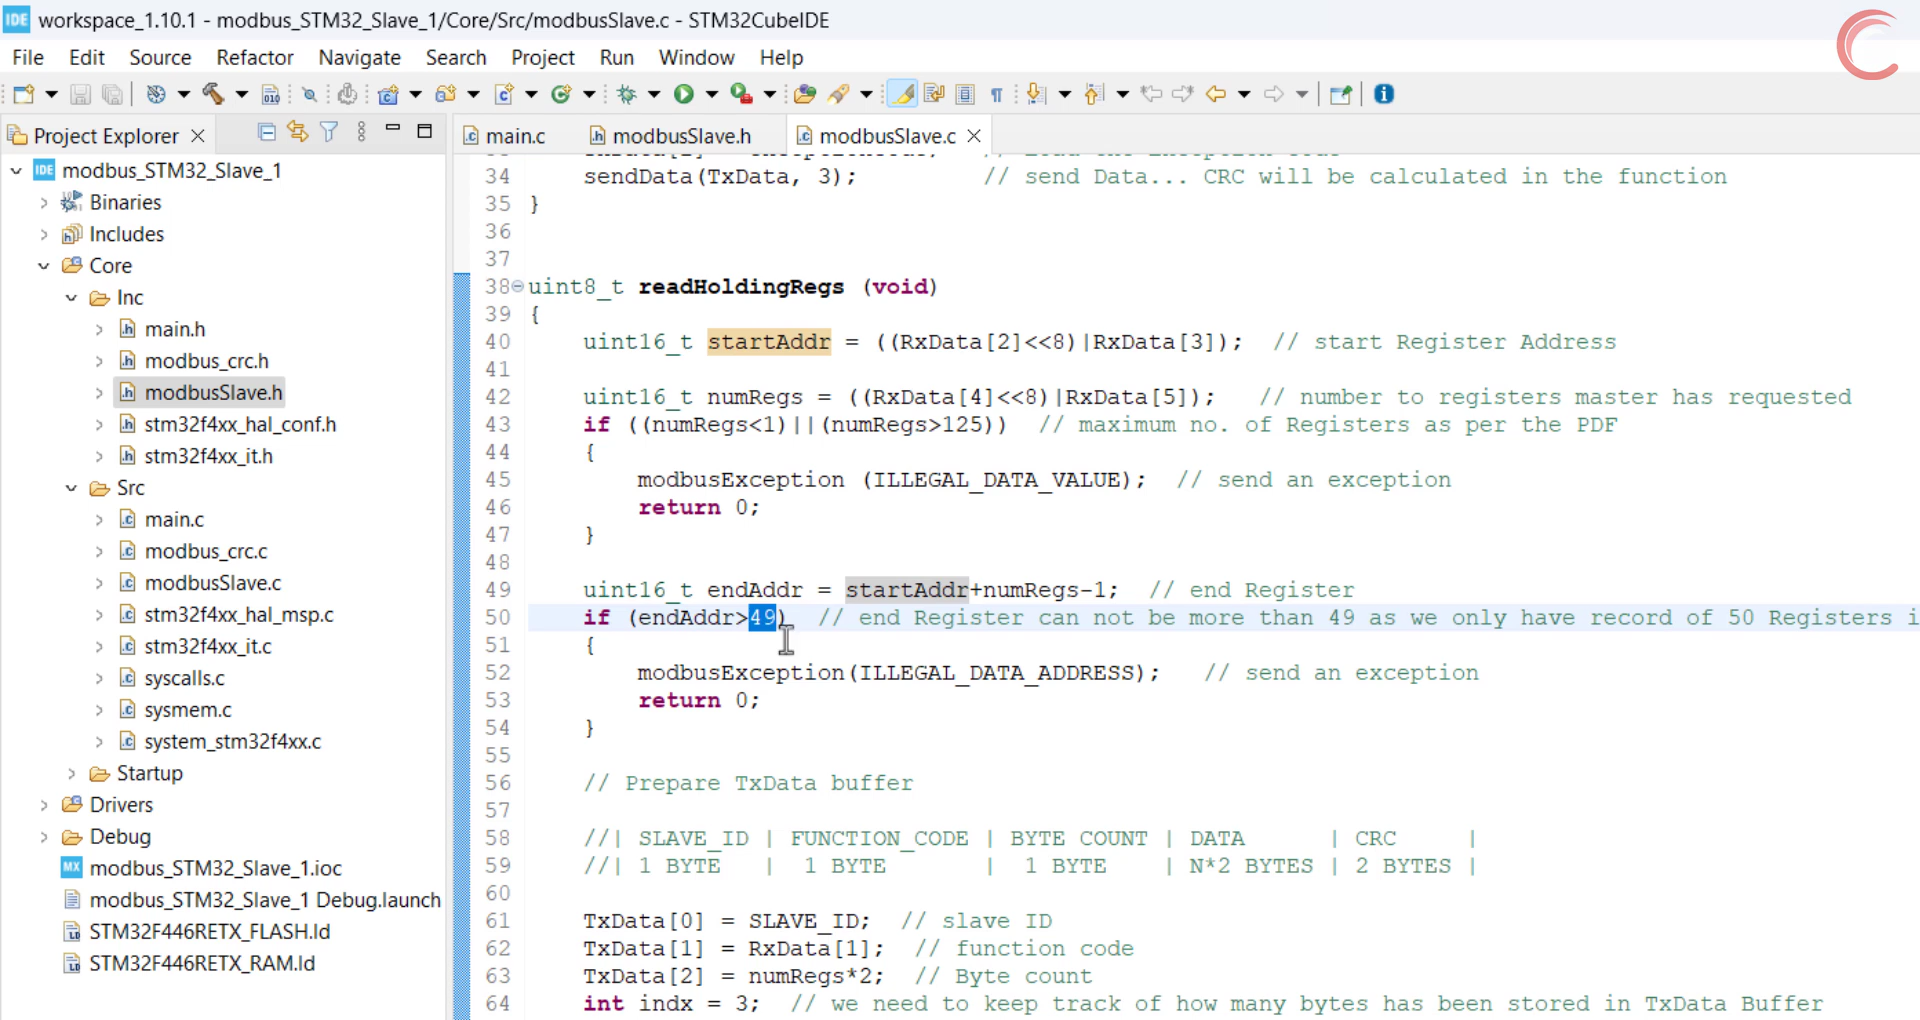 IDE workspace_1.10.1 - modbus_STM32_Slave_1/Core/Src/modbusSlave.c - STM32CubeIDE
File Edit Source Refactor Navigate Search Project Run Window Help
Project Explorer
main.c modbusSlave.h modbusSlave.c
IDE modbus_STM32_Slave_1
Binaries
Includes
Core
Inc
main.h
modbus_crc.h
modbusSlave.h
stm32f4xx_hal_conf.h
stm32f4xx_it.h
Src
main.c
modbus_crc.c
modbusSlave.c
stm32f4xx_hal_msp.c
stm32f4xx_it.c
syscalls.c
sysmem.c
system_stm32f4xx.c
Startup
Drivers
Debug
MX modbus_STM32_Slave_1.ioc
modbus_STM32_Slave_1 Debug.launch
STM32F446RETX_FLASH.ld
STM32F446RETX_RAM.ld
34 sendData(TxData, 3); // send Data... CRC will be calculated in the function
35 }
36
37
38 uint8_t readHoldingRegs (void)
39 {
40 uint16_t startAddr = ((RxData[2]<<8)|RxData[3]); // start Register Address
41
42 uint16_t numRegs = ((RxData[4]<<8)|RxData[5]); // number to registers master has requested
43 if ((numRegs<1)||(numRegs>125)) // maximum no. of Registers as per the PDF
44 {
45 modbusException (ILLEGAL_DATA_VALUE); // send an exception
46 return 0;
47 }
48
49 uint16_t endAddr = startAddr+numRegs-1; // end Register
50 if (endAddr>49) // end Register can not be more than 49 as we only have record of 50 Registers i
51 {
52 modbusException(ILLEGAL_DATA_ADDRESS); // send an exception
53 return 0;
54 }
55
56 // Prepare TxData buffer
57
58 //| SLAVE_ID | FUNCTION_CODE | BYTE COUNT | DATA | CRC |
59 //| 1 BYTE | 1 BYTE | 1 BYTE | N*2 BYTES | 2 BYTES |
60
61 TxData[0] = SLAVE_ID; // slave ID
62 TxData[1] = RxData[1]; // function code
63 TxData[2] = numRegs*2; // Byte count
64 int indx = 3; // we need to keep track of how many bytes has been stored in TxData Buffer